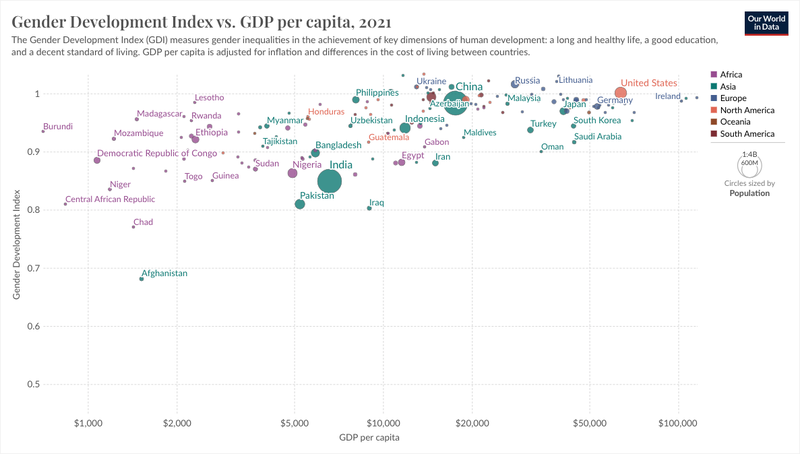 Gender Development Index vs. GDP per capita, 2021
Our World
in Data
The Gender Development Index (GDI) measures gender inequalities in the achievement of key dimensions of human development: a long and healthy life, a good education,
and a decent standard of living. GDP per capita is adjusted for inflation and differences in the cost of living between countries.
Gender Development Index
1
0.9
0.8
0.7
0.6
0.5
Ukraine
China
Russia
Lithuania
United States
Lesotho
Philippines
Azerbaijan
Malaysia
Japan
Germany
Ireland
Madagascar
Rwanda
Honduras
Burundi
Mozambique
Ethiopia
Myanmar
Uzbekistan
Indonesia
Turkey
South Korea
Tajikistan
Guatemala
Maldives
Saudi Arabia
Democratic Republic of Congo
Bangladesh
Gabon
Oman
Sudan
Nigeria
India
Egypt
Iran
Niger
Togo
Guinea
Central African Republic
Pakistan
Iraq
Chad
Afghanistan
$1,000
$2,000
$5,000
$10,000
$20,000
$50,000
$100,000
GDP per capita
Africa
Asia
Europe
North America
Oceania
South America
1:4B
600M
Circles sized by
Population